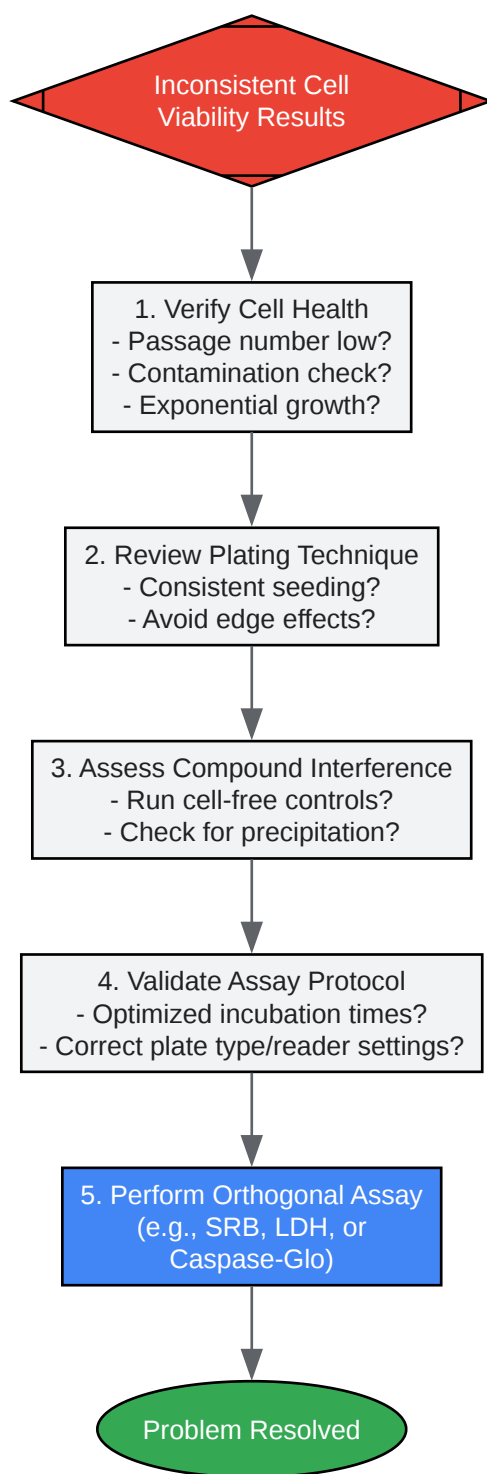 Inconsistent Cell
Viability Results
1. Verify Cell Health
- Passage number low?
- Contamination check?
- Exponential growth?
2. Review Plating Technique
- Consistent seeding?
- Avoid edge effects?
3. Assess Compound Interference
- Run cell-free controls?
- Check for precipitation?
4. Validate Assay Protocol
- Optimized incubation times?
- Correct plate type/reader settings?
5. Perform Orthogonal Assay
(e.g., SRB, LDH, or
Caspase-Glo)
Problem Resolved